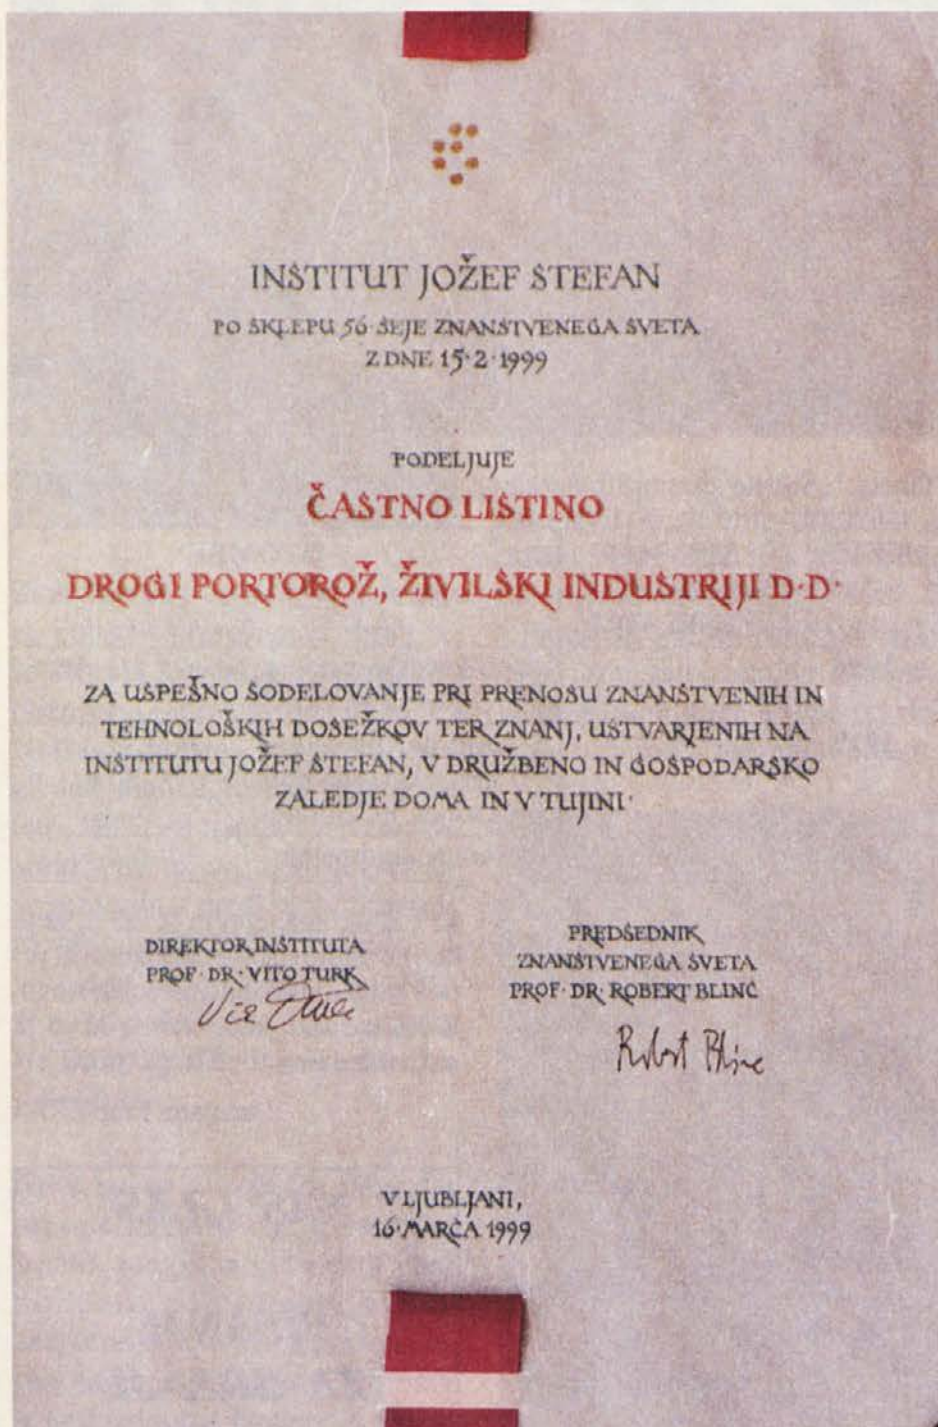 INSTITUT JOŽEF STEFAN
PO SKLEPU 56· SEJE ZNANSTVENEGA SVETA
Z DNE 15·2·1999
PODELJUJE
ČASTNO LISTINO
DROGI PORTOROŽ, ŽIVILSKI INDUSTRIJI D·D·
ZA USPEŠNO SODELOVANJE PRI PRENOSU ZNANSTVENIH IN
TEHNOLOŠKIH DOSEŽKOV TER ZNANJ, USTVARJENIH NA
INSTITUTU JOŽEF STEFAN, V DRUŽBENO IN GOSPODARSKO
ZALEDJE DOMA IN V TUJINI·
DIREKTOR INSTITUTA
PROF· DR· VITO TURK
PREDSEDNIK
ZNANSTVENEGA SVETA
PROF· DR· ROBERT BLINC
Robert Blinc
V LJUBLJANI,
16· MARCA 1999